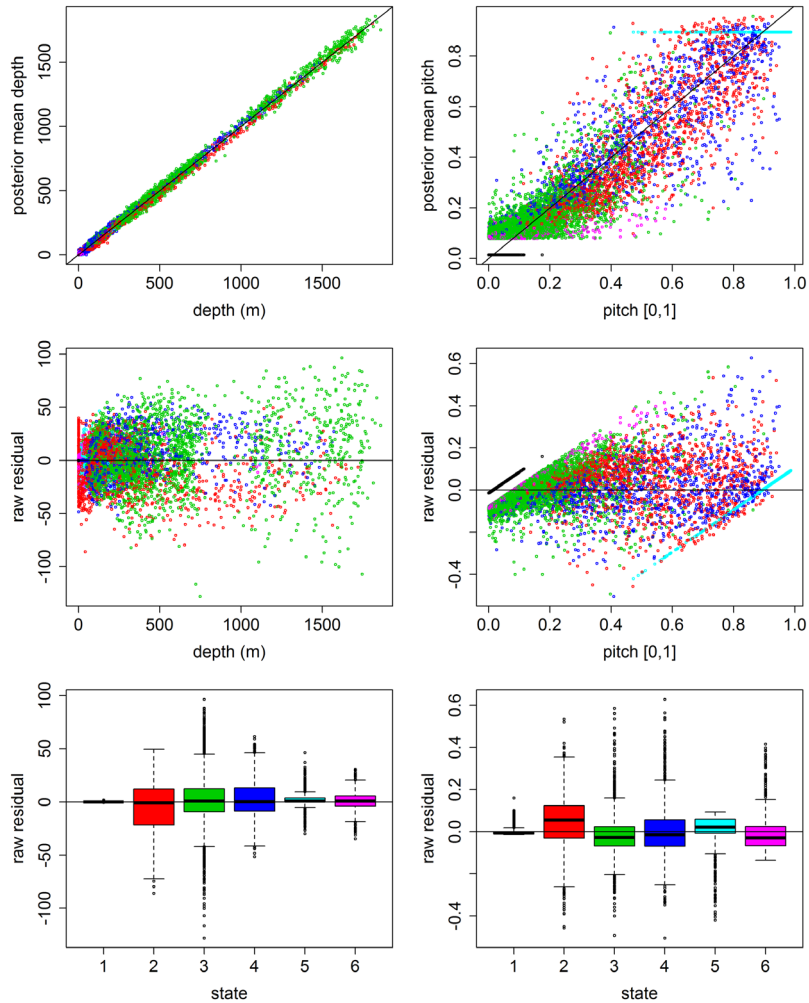 posterior mean depth
0 500 1000 1500
0 500 1000 1500
depth (m)
posterior mean pitch
0.0 0.2 0.4 0.6 0.8
0.0 0.2 0.4 0.6 0.8 1.0
pitch [0,1]
raw residual
-100 -50 0 50 100
0 500 1000 1500
depth (m)
raw residual
-0.4 0.0 0.2 0.6
0.0 0.2 0.4 0.6 0.8 1.0
pitch [0,1]
raw residual
-100 -50 0 50 100
1 2 3 4 5 6
state
raw residual
-0.4 0.0 0.2 0.4 0.6
1 2 3 4 5 6
state